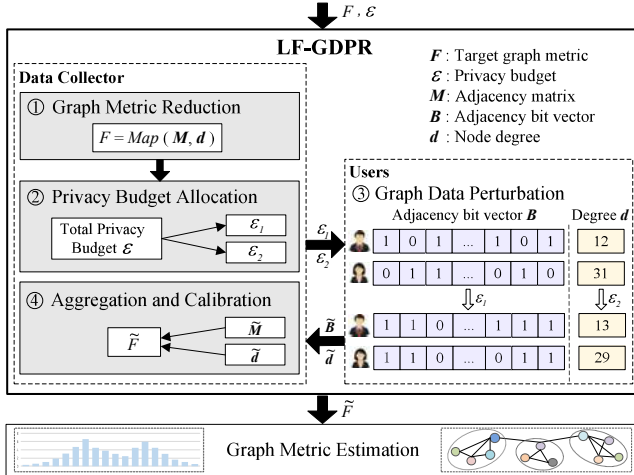 F , ε
LF-GDPR
F : Target graph metric
ε : Privacy budget
M : Adjacency matrix
B : Adjacency bit vector
d : Node degree
Data Collector
① Graph Metric Reduction
F = Map ( M, d )
② Privacy Budget Allocation
Total Privacy
Budget ε
ε1
ε2
ε1
ε2
Users
③ Graph Data Perturbation
Adjacency bit vector B
Degree d
1 0 1 ... 1 0 1
12
0 1 1 ... 0 1 0
31
ε1
ε2
1 1 0 ... 1 1 1
13
1 1 0 ... 0 1 1
29
④ Aggregation and Calibration
F̃
M̃
d̃
B̃
d̃
F̃
Graph Metric Estimation